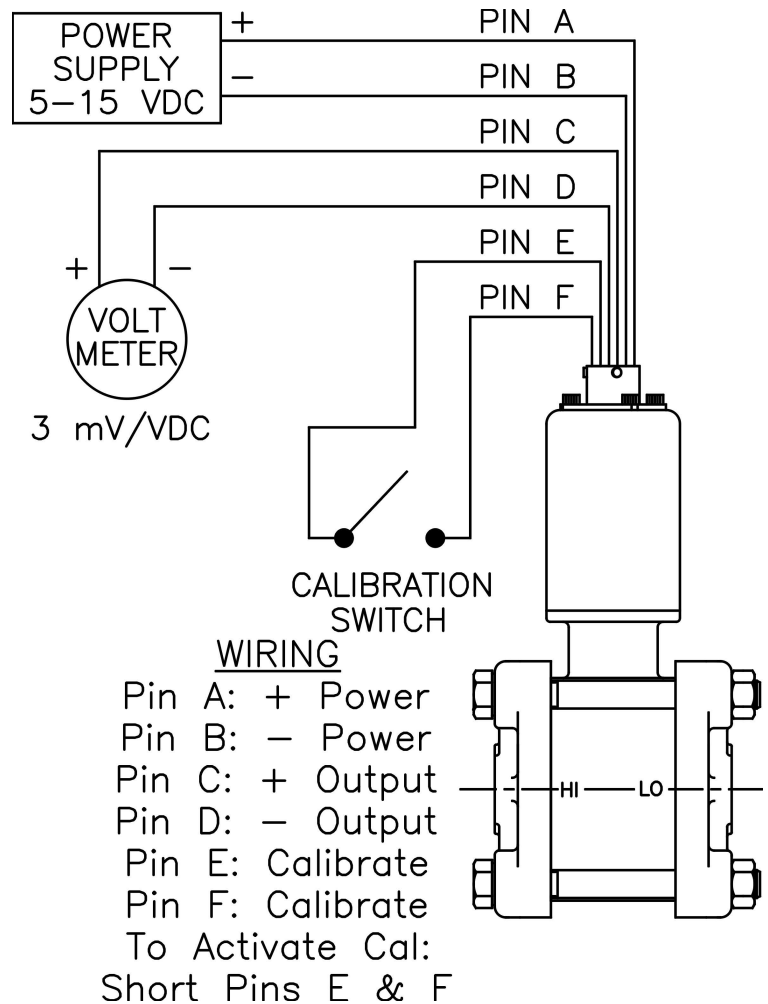 POWER
SUPPLY
5-15 VDC
+
−
PIN A
PIN B
PIN C
PIN D
PIN E
PIN F
+ −
VOLT
METER
3 mV/VDC
CALIBRATION
SWITCH
WIRING
Pin A: + Power
Pin B: − Power
Pin C: + Output
Pin D: − Output
Pin E: Calibrate
Pin F: Calibrate
To Activate Cal:
Short Pins E & F
HI LO